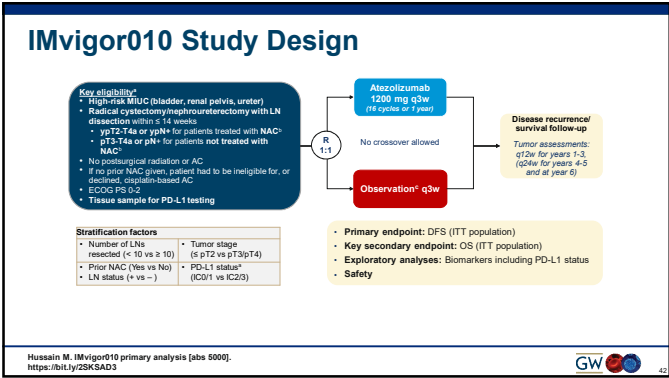 IMvigor010 Study Design
Key eligibilityᵃ
• High-risk MIUC (bladder, renal pelvis, ureter)
• Radical cystectomy/nephroureterectomy with LN
dissection within ≤ 14 weeks
• ypT2-T4a or ypN+ for patients treated with NACᵇ
• pT3-T4a or pN+ for patients not treated with
NACᵇ
• No postsurgical radiation or AC
• If no prior NAC given, patient had to be ineligible for, or
declined, cisplatin-based AC
• ECOG PS 0-2
• Tissue sample for PD-L1 testing
R
1:1
Atezolizumab
1200 mg q3w
(16 cycles or 1 year)
No crossover allowed
Observationᶜ q3w
Disease recurrence/
survival follow-up
Tumor assessments:
q12w for years 1-3,
(q24w for years 4-5
and at year 6)
Stratification factors
• Number of LNs
resected (< 10 vs ≥ 10)
• Tumor stage
(≤ pT2 vs pT3/pT4)
• Prior NAC (Yes vs No)
• LN status (+ vs – )
• PD-L1 statusᵃ
(IC0/1 vs IC2/3)
• Primary endpoint: DFS (ITT population)
• Key secondary endpoint: OS (ITT population)
• Exploratory analyses: Biomarkers including PD-L1 status
• Safety
Hussain M. IMvigor010 primary analysis [abs 5000].
https://bit.ly/2SKSAD3
GW
42